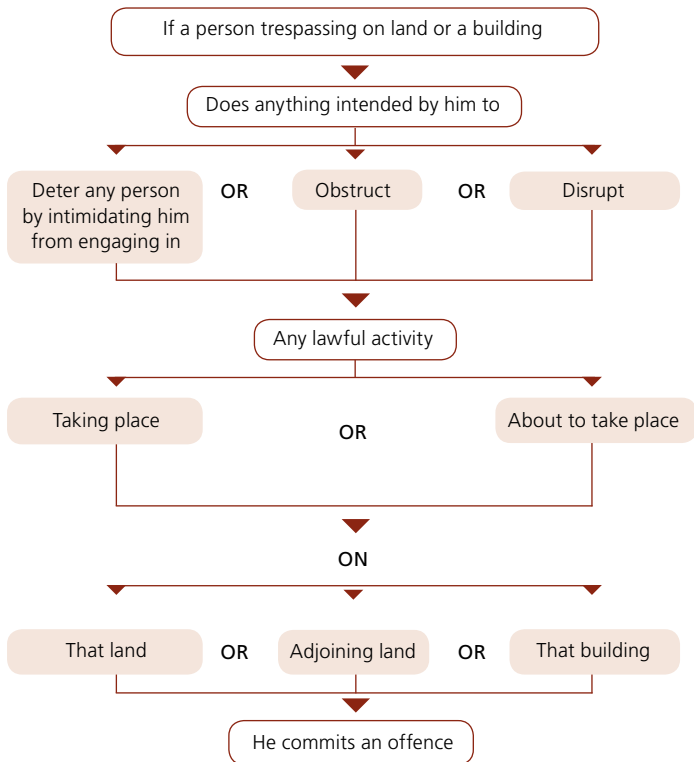 If a person trespassing on land or a building
Does anything intended by him to
Deter any person
by intimidating him
from engaging in
OR
Obstruct
OR
Disrupt
Any lawful activity
Taking place
OR
About to take place
ON
That land
OR
Adjoining land
OR
That building
He commits an offence